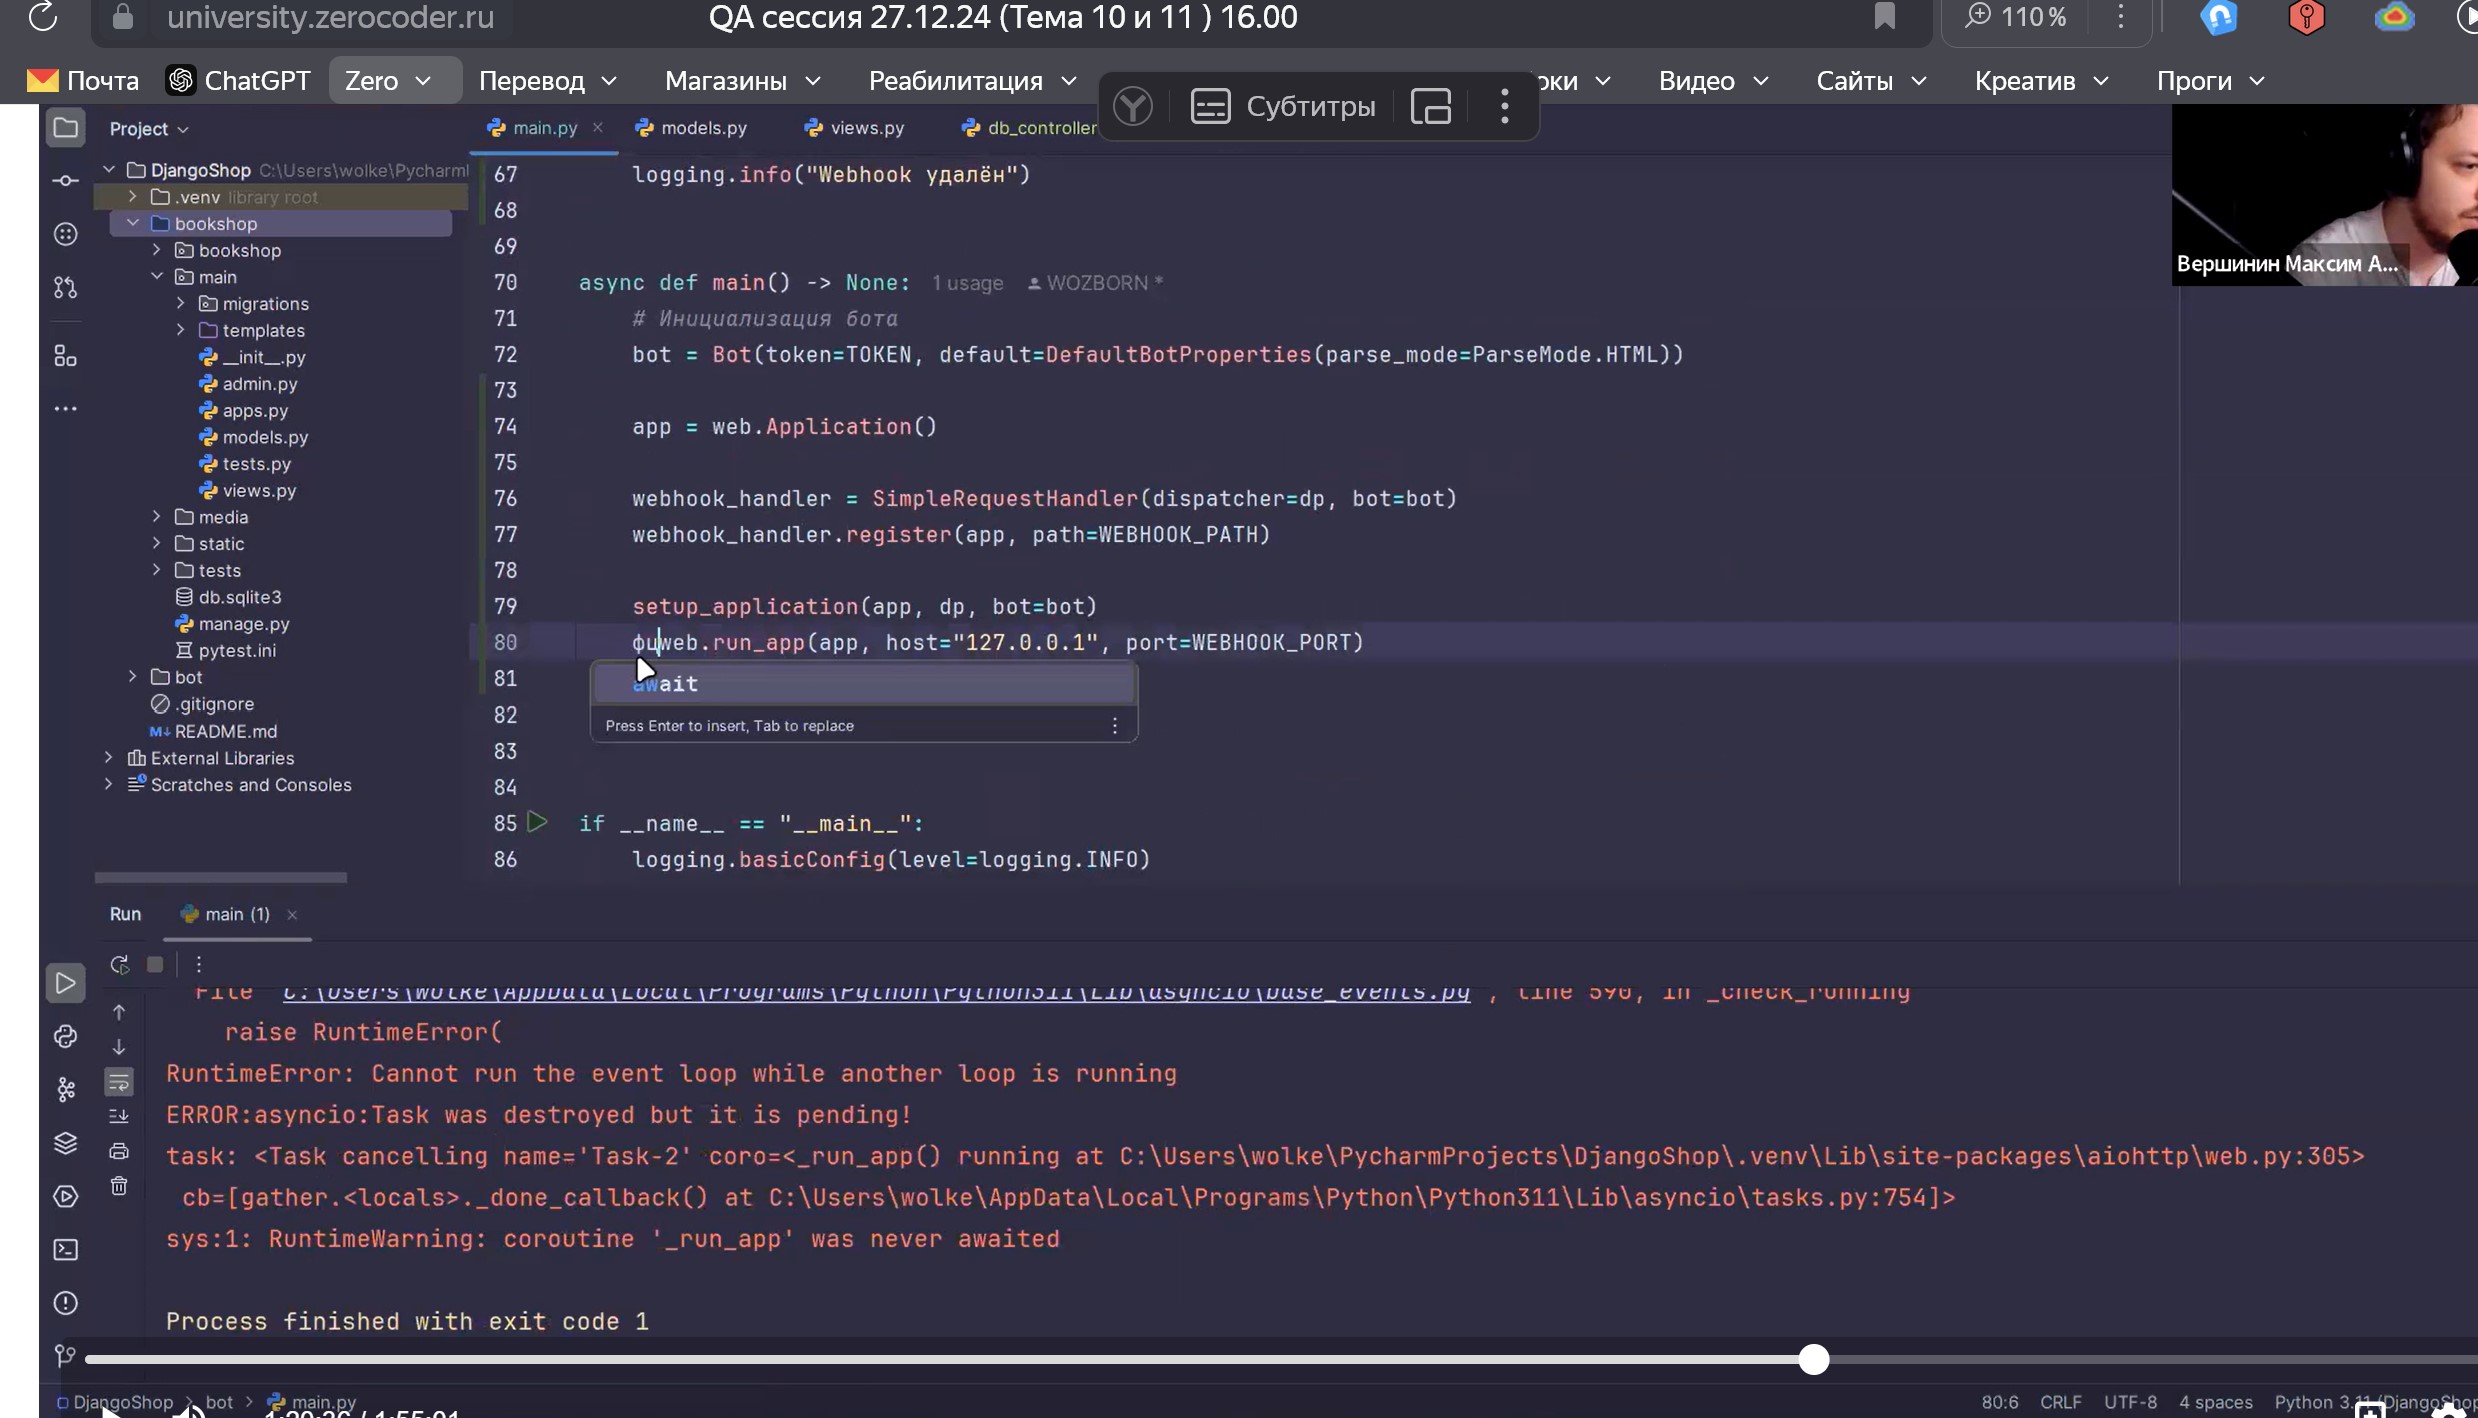 university.zerocoder.ru
QA сессия 27.12.24 (Тема 10 и 11 ) 16.00
110 %
Почта
ChatGPT
Zero
Перевод
Магазины
Реабилитация
оки
Видео
Сайты
Креатив
Проги
Субтитры
Вершинин Максим А...
Project
DjangoShop C:\Users\wolke\Pycharm
.venv library root
bookshop
bookshop
main
migrations
templates
__init__.py
admin.py
apps.py
models.py
tests.py
views.py
media
static
tests
db.sqlite3
manage.py
pytest.ini
bot
.gitignore
README.md
External Libraries
Scratches and Consoles
main.py
models.py
views.py
db_controller
67 logging.info("Webhook удалён")
68
69
70 async def main() -> None: 1 usage WOZBORN *
71 # Инициализация бота
72 bot = Bot(token=TOKEN, default=DefaultBotProperties(parse_mode=ParseMode.HTML))
73
74 app = web.Application()
75
76 webhook_handler = SimpleRequestHandler(dispatcher=dp, bot=bot)
77 webhook_handler.register(app, path=WEBHOOK_PATH)
78
79 setup_application(app, dp, bot=bot)
80 фцweb.run_app(app, host="127.0.0.1", port=WEBHOOK_PORT)
81
await
82
Press Enter to insert, Tab to replace
83
84
85 if __name__ == "__main__":
86 logging.basicConfig(level=logging.INFO)
Run
main (1)
File C:\Users\wolke\AppData\Local\Programs\Python\Python311\Lib\asyncio\base_events.py , line 590, in _check_running
raise RuntimeError(
RuntimeError: Cannot run the event loop while another loop is running
ERROR:asyncio:Task was destroyed but it is pending!
task: <Task cancelling name='Task-2' coro=<_run_app() running at C:\Users\wolke\PycharmProjects\DjangoShop\.venv\Lib\site-packages\aiohttp\web.py:305>
cb=[gather.<locals>._done_callback() at C:\Users\wolke\AppData\Local\Programs\Python\Python311\Lib\asyncio\tasks.py:754]>
sys:1: RuntimeWarning: coroutine '_run_app' was never awaited
Process finished with exit code 1
DjangoShop > bot > main.py
80:6 CRLF UTF-8 4 spaces Python 3.11 (DjangoShop